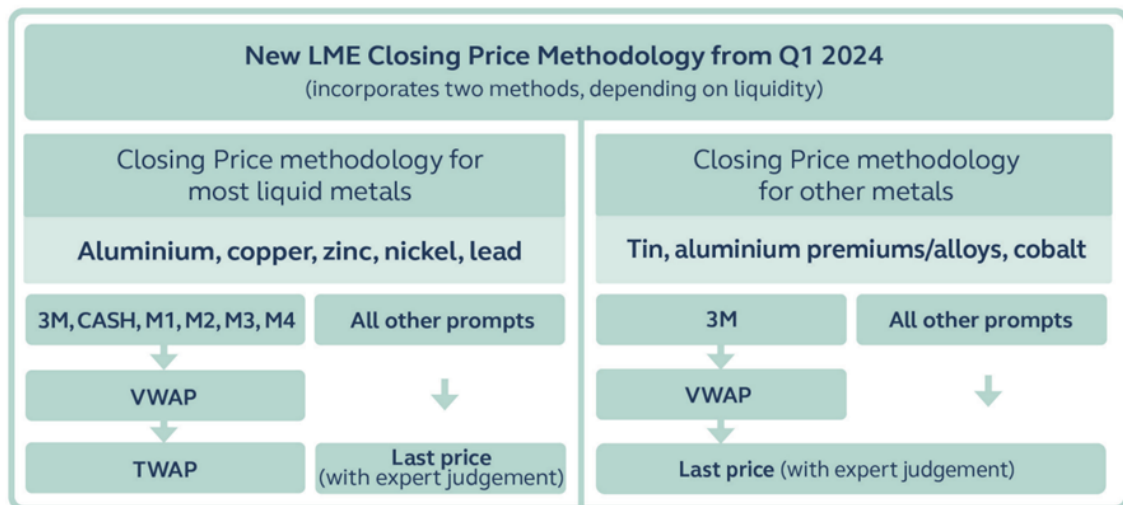 New LME Closing Price Methodology from Q1 2024
(incorporates two methods, depending on liquidity)
Closing Price methodology for
most liquid metals
Aluminium, copper, zinc, nickel, lead
3M, CASH, M1, M2, M3, M4
All other prompts
VWAP
TWAP
Last price
(with expert judgement)
Closing Price methodology
for other metals
Tin, aluminium premiums/alloys, cobalt
3M
All other prompts
VWAP
Last price (with expert judgement)